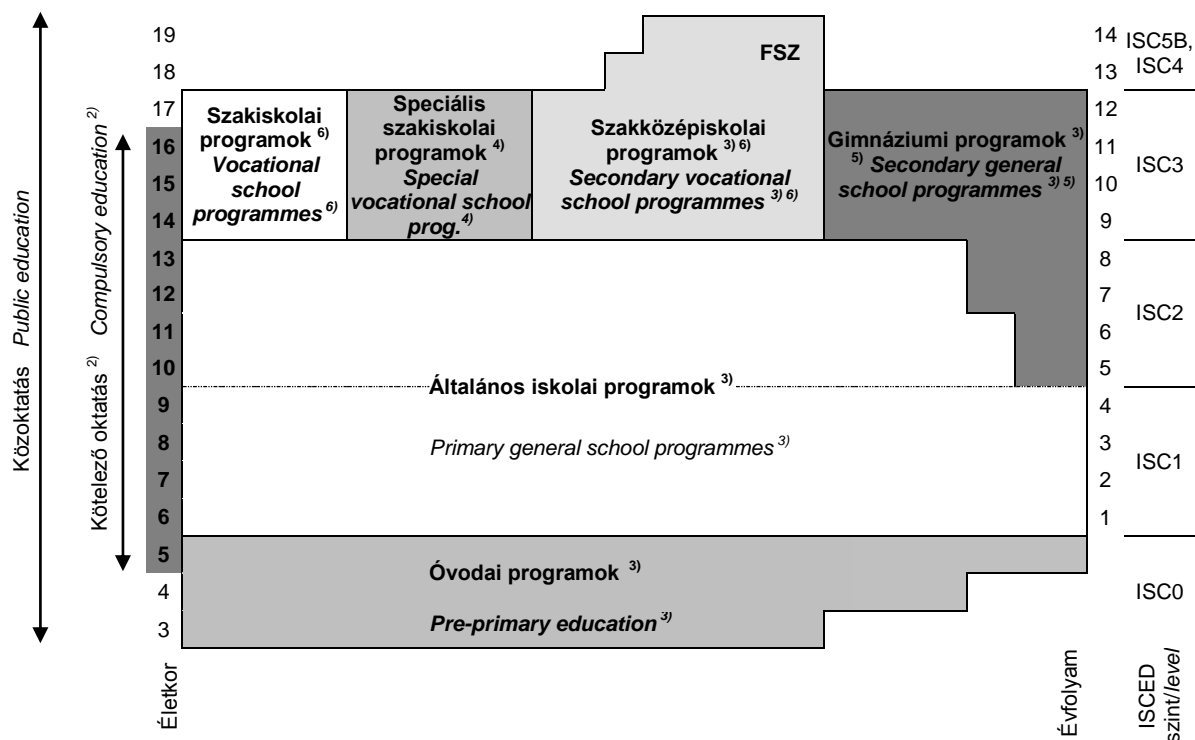 Közoktatás Public education
Kötelező oktatás 2) Compulsory education 2)
19
18
17
16
15
14
13
12
11
10
9
8
7
6
5
4
3
Életkor
FSZ
Szakiskolai
programok 6)
Vocational
school
programmes 6)
Speciális
szakiskolai
programok 4)
Special
vocational school
prog. 4)
Szakközépiskolai
programok 3) 6)
Secondary vocational
school programmes 3) 6)
Gimnáziumi programok 3)
5) Secondary general
school programmes 3) 5)
Általános iskolai programok 3)
Primary general school programmes 3)
Óvodai programok 3)
Pre-primary education 3)
14
13
12
11
10
9
8
7
6
5
4
3
2
1
Évfolyam
ISC5B,
ISC4
ISC3
ISC2
ISC1
ISC0
ISCED
szint/level